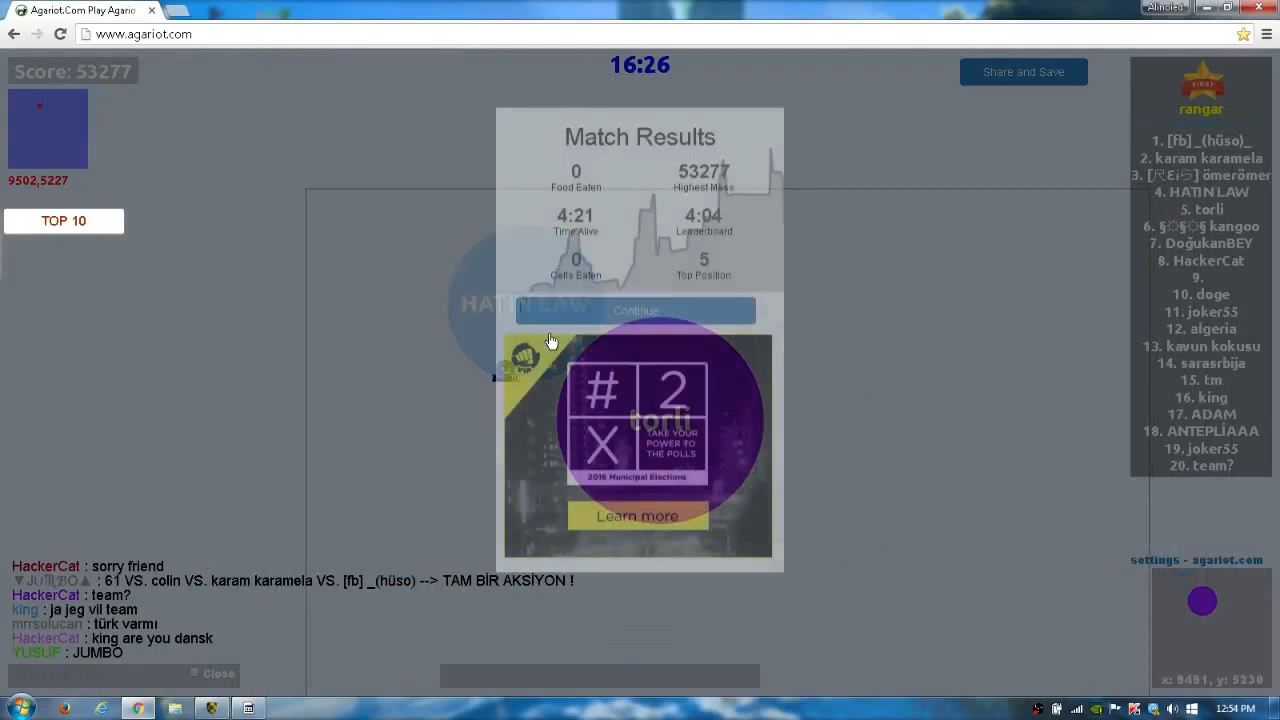 Agariot.Com Play Agario
Alinoied
www.agariot.com
Score: 53277
16:26
Share and Save
9502,5227
TOP 10
FIRST
rangar
1. [fb] _(hüso)_
2. karam karamela
ömerömer
4. HATIN LAW
5. torli
6. kangoo
7. DoğukanBEY
8. HackerCat
9.
10. doge
11. joker55
12. algeria
13. kavun kokusu
14. sarasrbija
15. tm
16. king
17. ADAM
18. ANTEPLİAAA
19. joker55
20. team?
Match Results
0
53277
Food Eaten
Highest Mass
4:21
4:04
Time Alive
Leaderboard
0
5
Cells Eaten
Top Position
HATIN LAW
Continue
# 2
torli
X
TAKE YOUR
POWER TO
THE POLLS
2016 Municipal Elections
Learn more
HackerCat : sorry friend
: 61 VS. colin VS. karam karamela VS. [fb] _(hüso) --> TAM BİR AKSİYON !
HackerCat : team?
king : ja jeg vil team
mrrsolucan : türk varmı
HackerCat : king are you dansk
YUSUF : JUMBO
Close
settings - agariot.com
x: 9491, y: 5230
12:54 PM